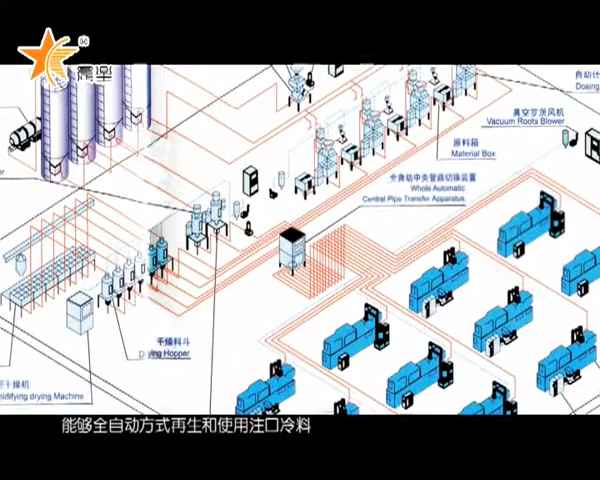 自动计
Dosing
真空罗茨风机
Vacuum Roots Blower
原料箱
Material Box
全自动中央管路切换装置
Whole Automatic
Central Pipe Transfer Apparatus
干燥料斗
Drying Hopper
干燥机
midifying drying Machine
能够全自动方式再生和使用注口冷料